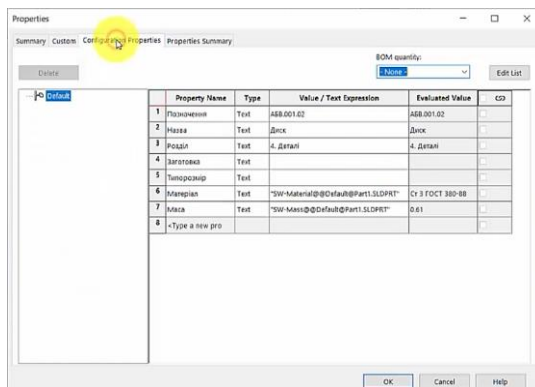 Properties
Summary Custom Configuration Properties Properties Summary
BOM quantity:
Delete - None - Edit List
Default
Property Name Type Value / Text Expression Evaluated Value
1 Позначення Text АБВ.001.02 АБВ.001.02
2 Назва Text Диск Диск
3 Розділ Text 4. Деталі 4. Деталі
4 Заготовка Text
5 Типорозмір Text
6 Матеріал Text "SW-Material@@Default@Part1.SLDPRT" Ст 3 ГОСТ 380-88
7 Маса Text "SW-Mass@@Default@Part1.SLDPRT" 0.61
8 <Type a new pro
OK Cancel Help